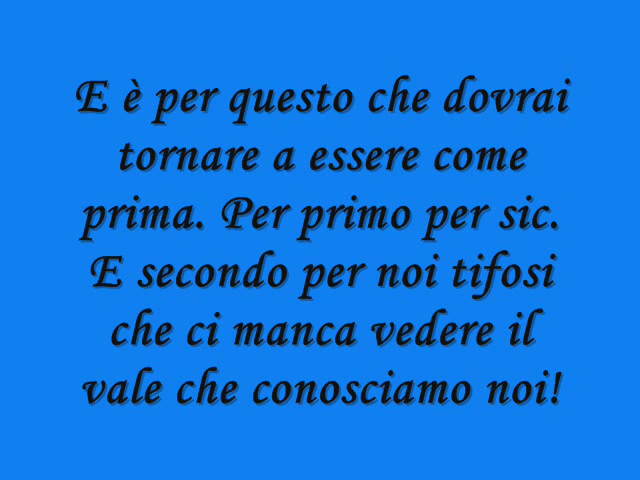 E è per questo che dovrai
tornare a essere come
prima. Per primo per sic.
E secondo per noi tifosi
che ci manca vedere il
vale che conosciamo noi!